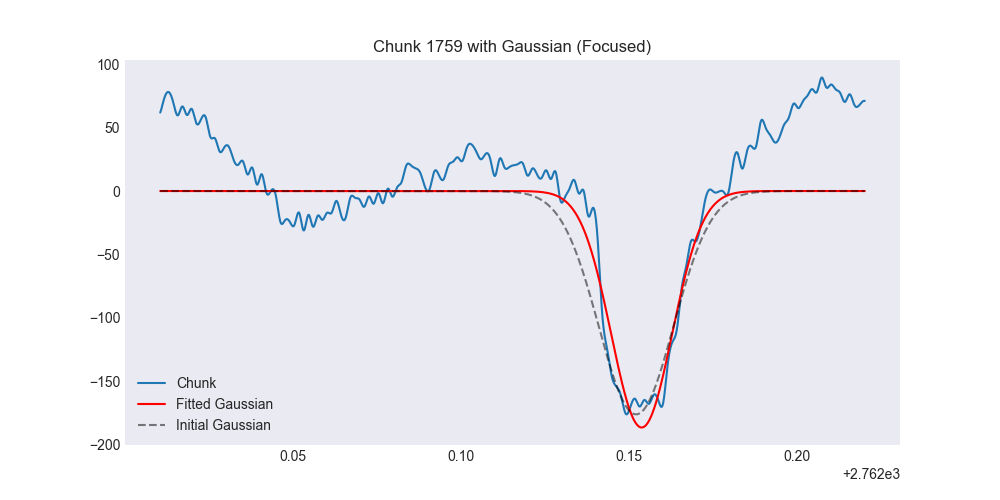 Chunk 1759 with Gaussian (Focused)
100
50
0
−50
−100
−150
−200
Chunk
Fitted Gaussian
Initial Gaussian
0.05 0.10 0.15 0.20
+2.762e3